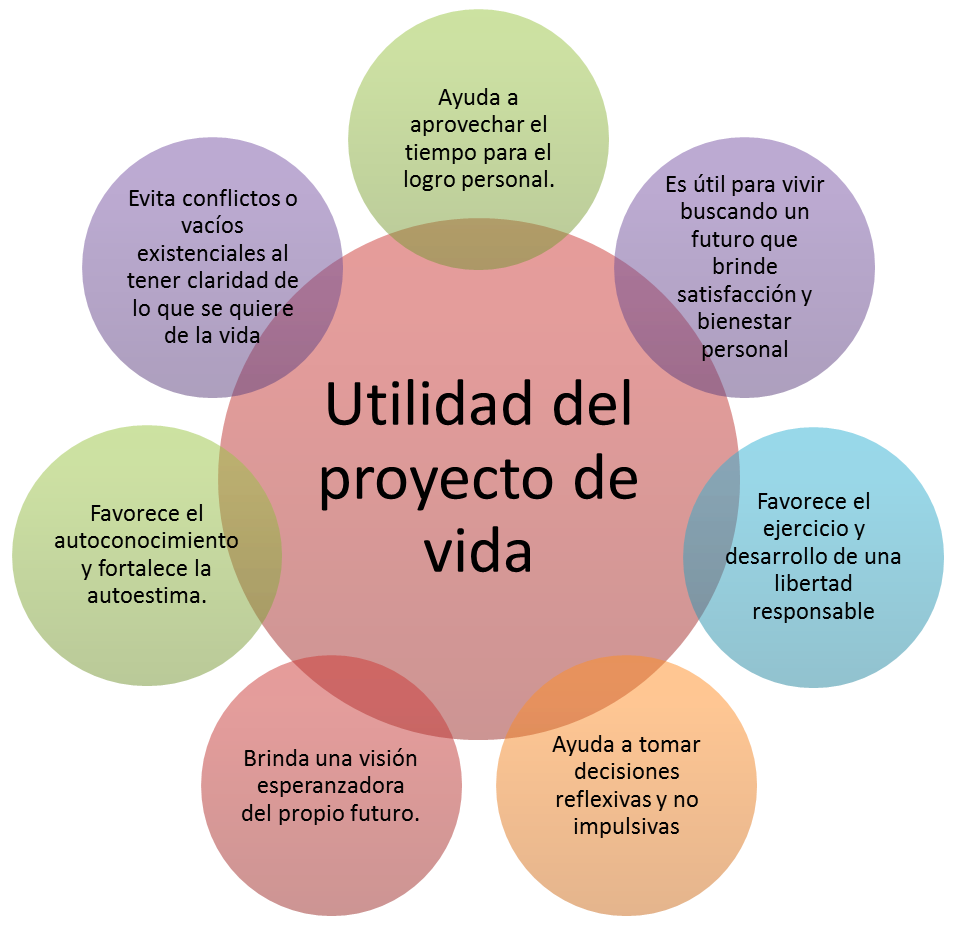 Ayuda a
aprovechar el
tiempo para el
logro personal.
Es útil para vivir
buscando un
futuro que
brinde
satisfacción y
bienestar
personal
Favorece el
ejercicio y
desarrollo de una
libertad
responsable
Ayuda a tomar
decisiones
reflexivas y no
impulsivas
Brinda una visión
esperanzadora
del propio futuro.
Favorece el
autoconocimiento
y fortalece la
autoestima.
Evita conflictos o
vacíos
existenciales al
tener claridad de
lo que se quiere
de la vida
Utilidad del
proyecto de
vida